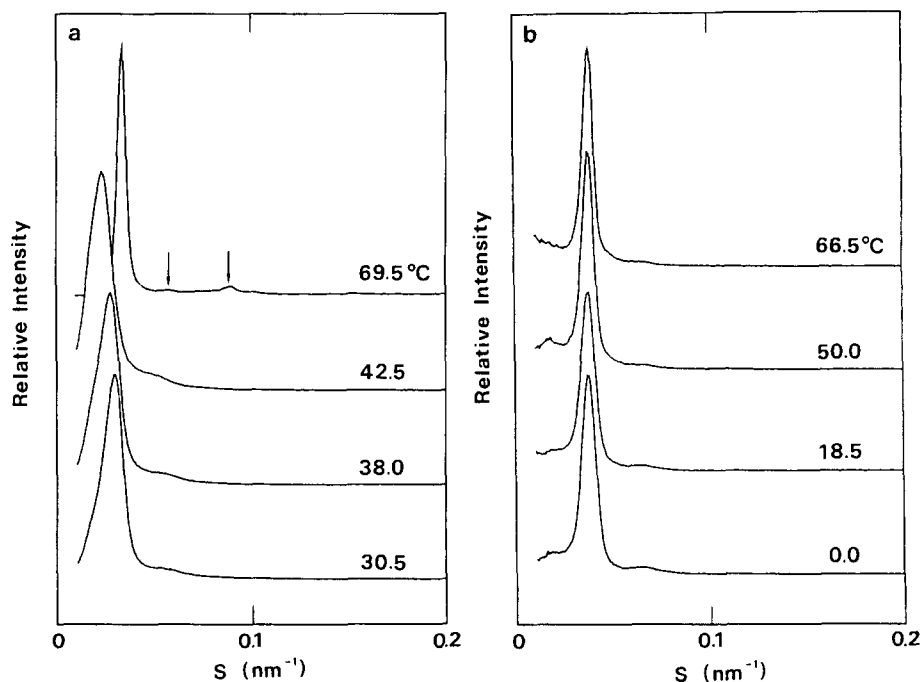 a
69.5°C
42.5
38.0
30.5
Relative Intensity
0
0.1
0.2
S (nm⁻¹)
b
66.5°C
50.0
18.5
0.0
Relative Intensity
0
0.1
0.2
S (nm⁻¹)